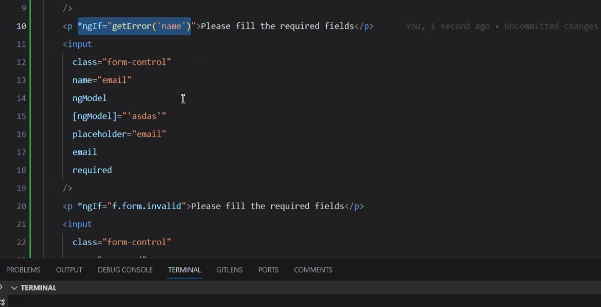 9 />
10 <p *ngIf="getError('name')">Please fill the required fields</p> You, 1 second ago • Uncommitted changes
11 <input
12 class="form-control"
13 name="email"
14 ngModel
15 [ngModel]="'asdas'"
16 placeholder="email"
17 email
18 required
19 />
20 <p *ngIf="f.form.invalid">Please fill the required fields</p>
21 <input
22 class="form-control"
PROBLEMS OUTPUT DEBUG CONSOLE TERMINAL GITLENS PORTS COMMENTS
TERMINAL